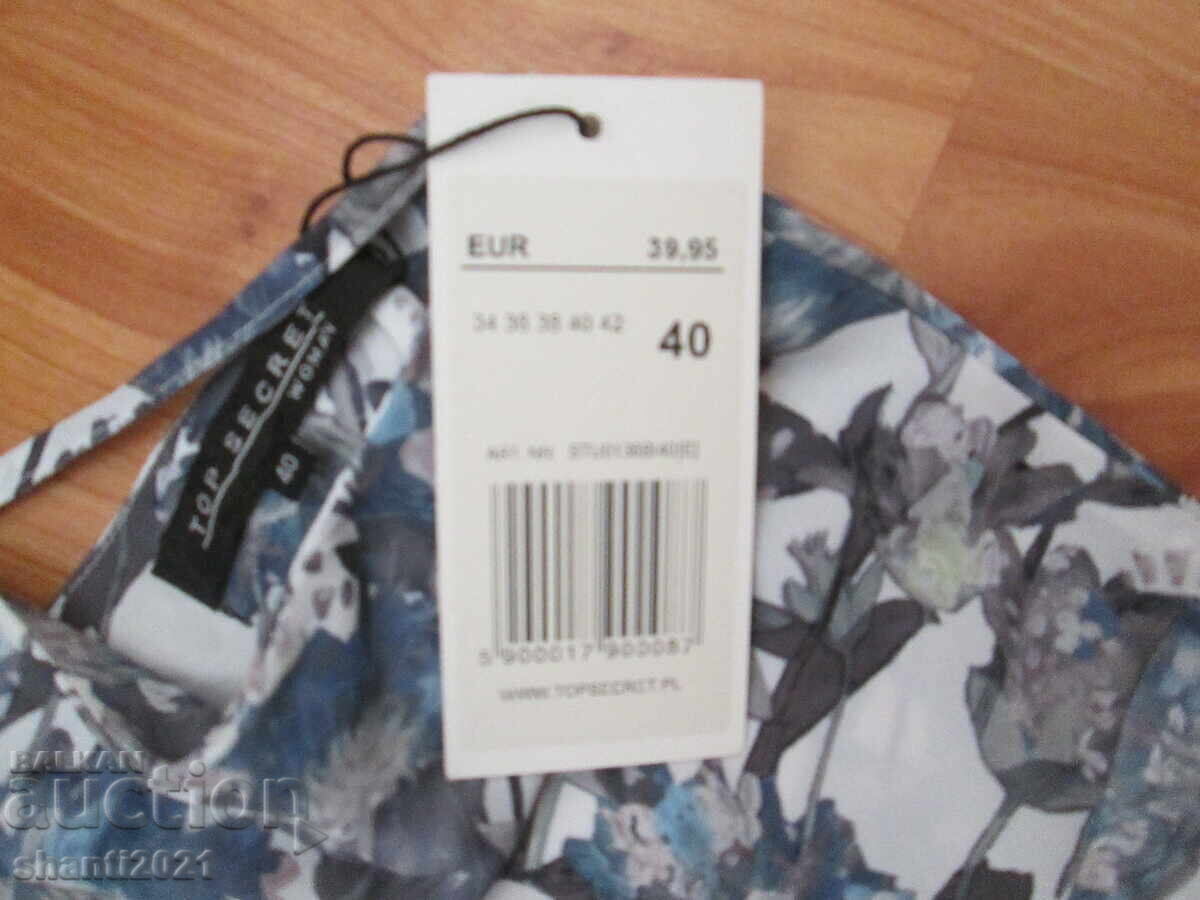 EUR 39,95
34 36 38 40 42 40
5 900017 900087
WWW.TOPSECRET.PL
TOP SECRET
WOMAN
40
BALKAN
auction
shanti2021